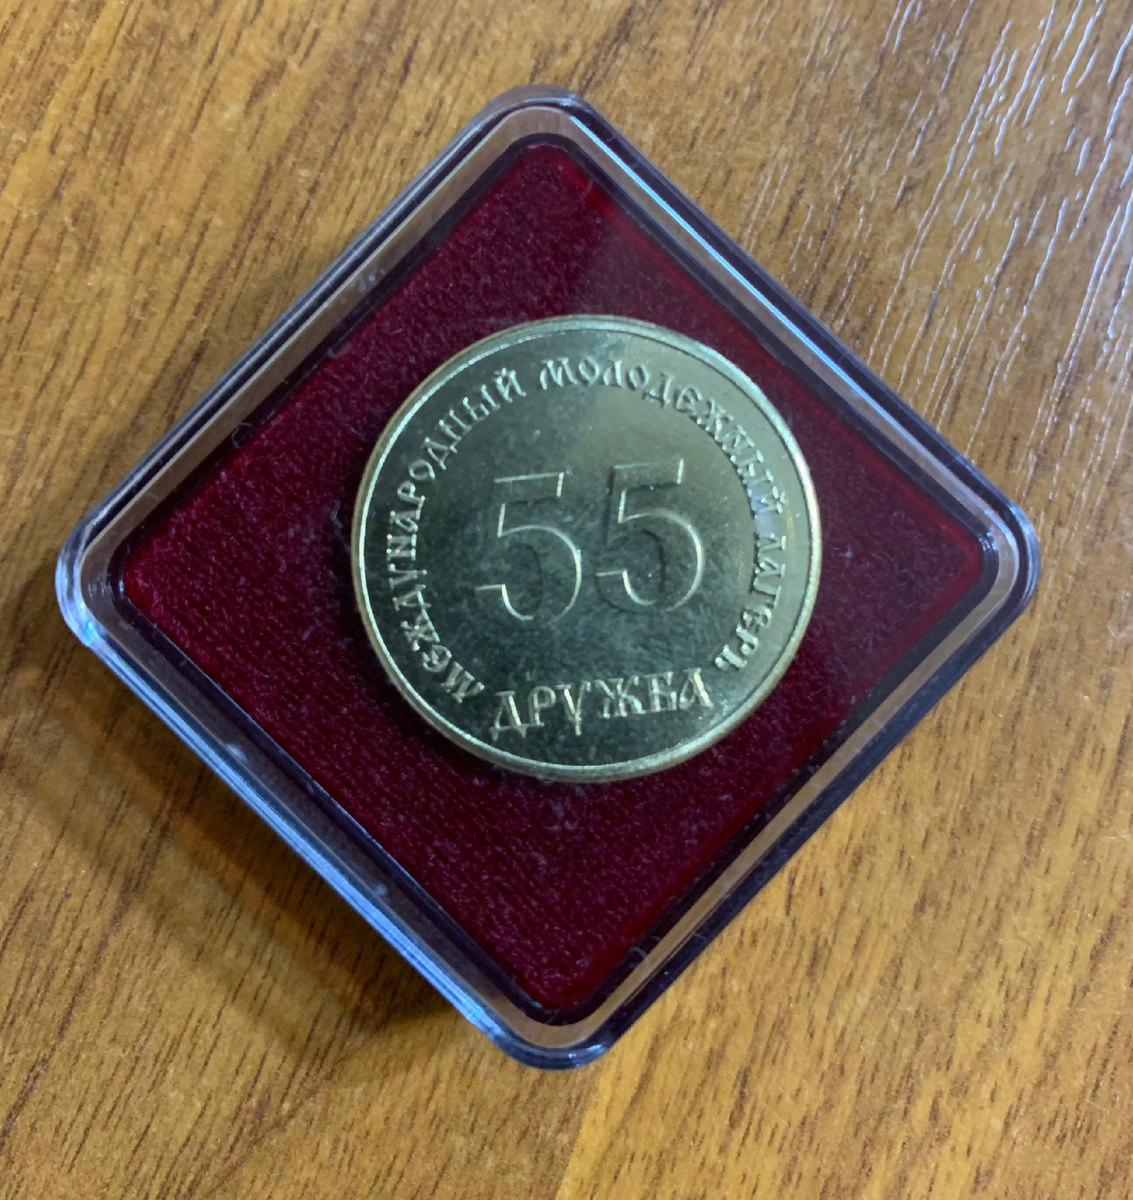 МЕЖДУНАРОДНЫЙ МОЛОДЕЖНЫЙ ЛАГЕРЬ
55
ДРУЖБА